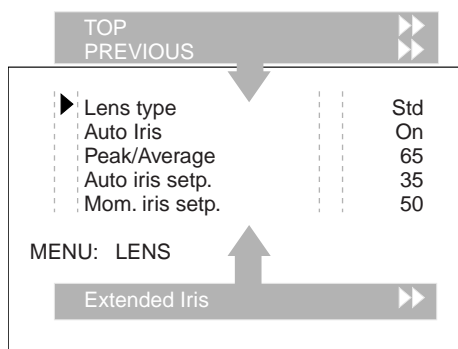 TOP
PREVIOUS
Lens type Std
Auto Iris On
Peak/Average 65
Auto iris setp. 35
Mom. iris setp. 50
MENU: LENS
Extended Iris